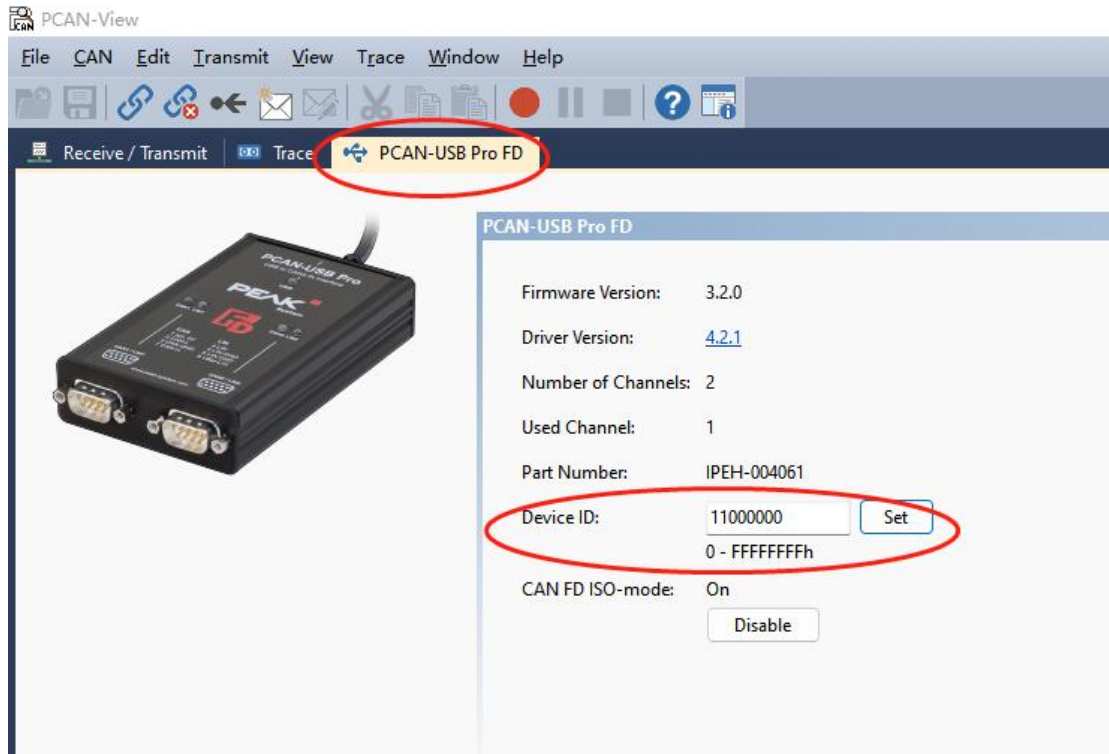 PCAN-View
File CAN Edit Transmit View Trace Window Help
Receive / Transmit Trace PCAN-USB Pro FD
PCAN-USB Pro FD
Firmware Version: 3.2.0
Driver Version: 4.2.1
Number of Channels: 2
Used Channel: 1
Part Number: IPEH-004061
Device ID: 11000000 Set
0 - FFFFFFFFh
CAN FD ISO-mode: On
Disable
PCAN-USB Pro
PEAK
System
FD